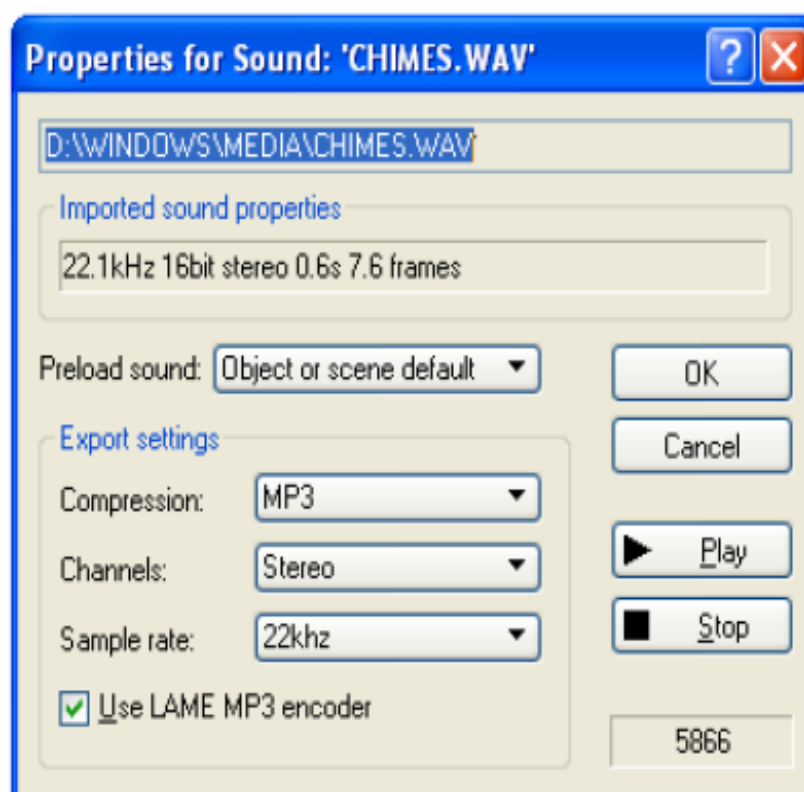 Properties for Sound: 'CHIMES.WAV'
D:\WINDOWS\MEDIA\CHIMES.WAV
Imported sound properties
22.1kHz 16bit stereo 0.6s 7.6 frames
Preload sound: Object or scene default
OK
Cancel
Export settings
Compression: MP3
Channels: Stereo
Sample rate: 22khz
Use LAME MP3 encoder
Play
Stop
5866